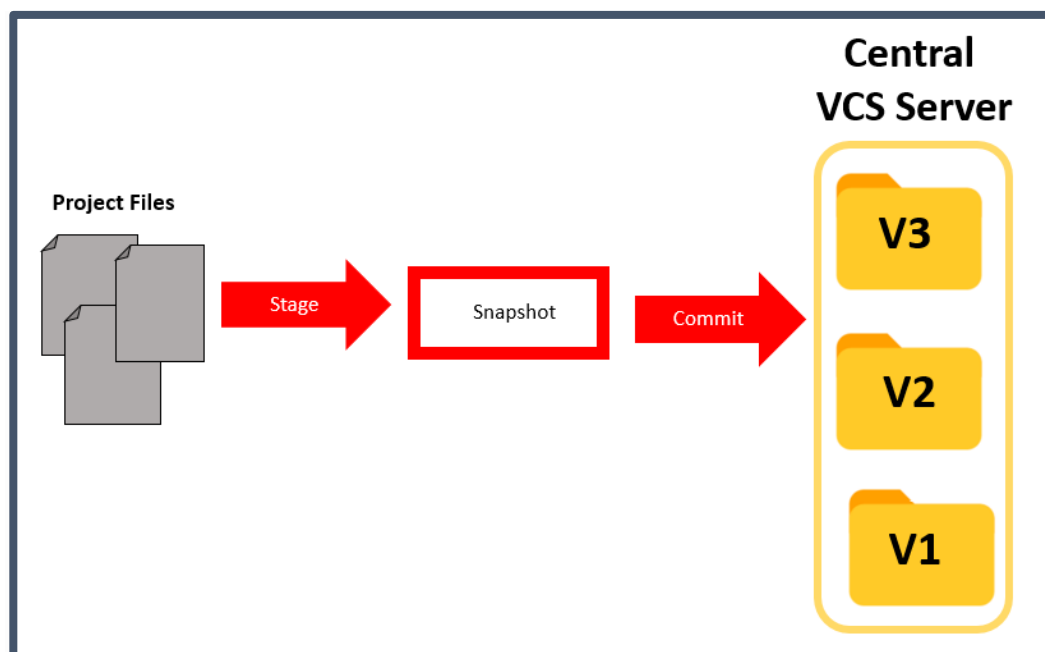 Central
VCS Server
Project Files
Stage
Snapshot
Commit
V3
V2
V1